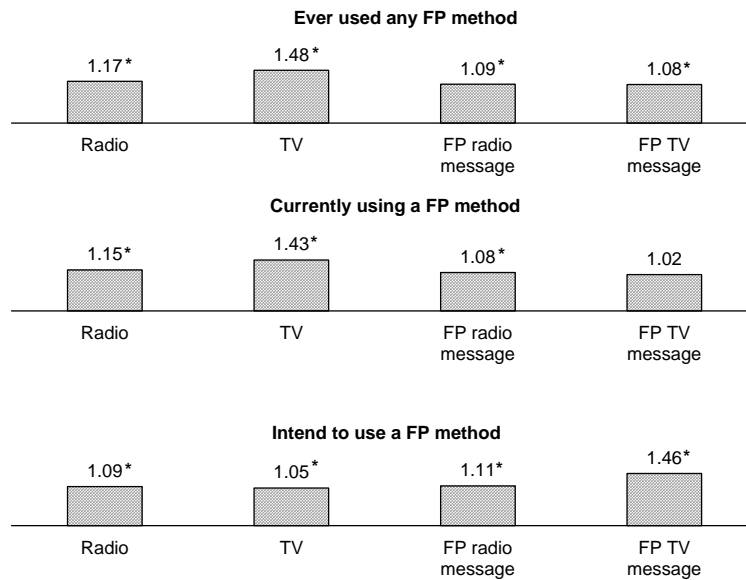 Ever used any FP method
1.17* 1.48* 1.09* 1.08*
Radio TV FP radio message FP TV message
Currently using a FP method
1.15* 1.43* 1.08* 1.02
Radio TV FP radio message FP TV message
Intend to use a FP method
1.09* 1.05* 1.11* 1.46*
Radio TV FP radio message FP TV message